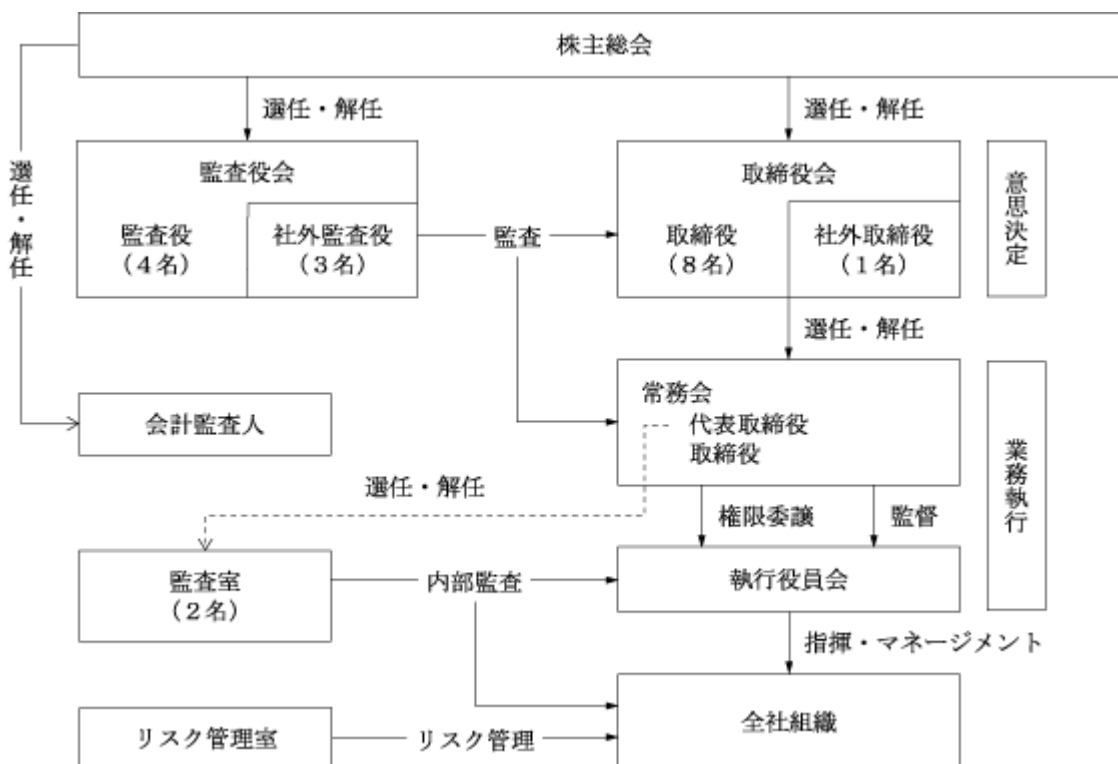 株主総会
選任・解任
選任・解任
選任・解任
監査役会
監査役
(4名)
社外監査役
(3名)
監査
取締役会
取締役
(8名)
社外取締役
(1名)
意思決定
選任・解任
会計監査人
常務会
代表取締役
取締役
業務執行
選任・解任
権限委譲
監督
監査室
(2名)
内部監査
執行役員会
指揮・マネージメント
全社組織
リスク管理室
リスク管理